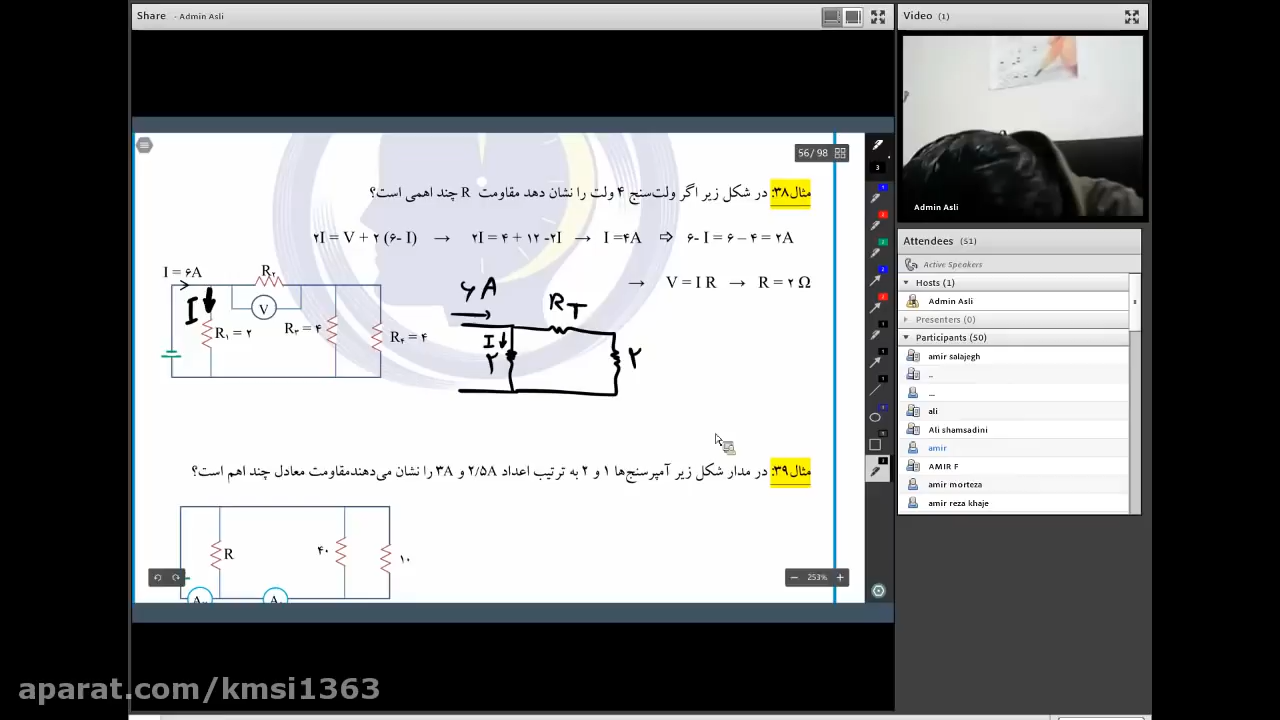 Share - Admin Asli
Video (1)
Admin Asli
Attendees (51)
Active Speakers
Hosts (1)
Admin Asli
Presenters (0)
Participants (50)
amir salajegh
..
...
ali
Ali shamsadini
amir
AMIR F
amir morteza
amir reza khaje
56/ 98
3
مثال۳۸: در شکل زیر اگر ولت‌سنج ۴ ولت را نشان دهد مقاومت R چند اهمی است؟
۲I = V + ۲ (۶- I) → ۲I = ۴ + ۱۲ -۲I → I =۴A ⇨ ۶- I = ۶ – ۴ = ۲A
→ V = I R → R = ۲ Ω
I = ۶A
R۲
V
I
R۱ = ۲
R۳ = ۴
R۴ = ۴
۶A
RT
I
۲
۲
مثال۳۹: در مدار شکل زیر آمپرسنج‌ها ۱ و ۲ به ترتیب اعداد ۲/۵A و ۳A را نشان می‌دهندمقاومت معادل چند اهم است؟
R
۴۰
۱۰
A
A
253%
aparat.com/kmsi1363